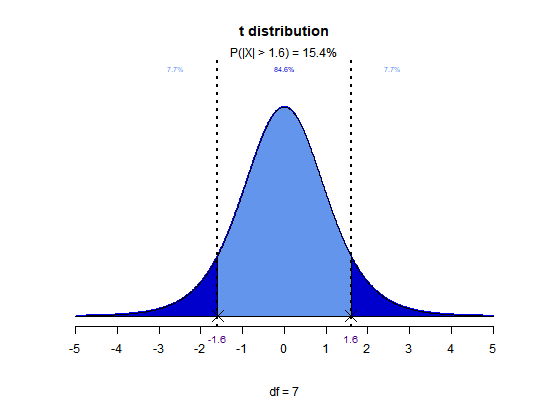 t distribution
P(|X| > 1.6) = 15.4%
7.7% 84.6% 7.7%
-1.6 1.6
-5 -4 -3 -2 -1 0 1 2 3 4 5
df = 7